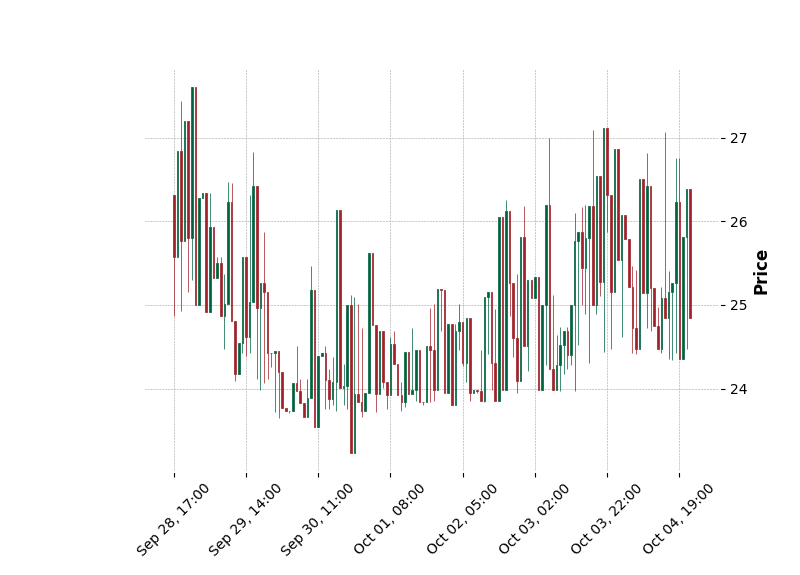 27
26
25
24
Price
Sep 28, 17:00
Sep 29, 14:00
Sep 30, 11:00
Oct 01, 08:00
Oct 02, 05:00
Oct 03, 02:00
Oct 03, 22:00
Oct 04, 19:00